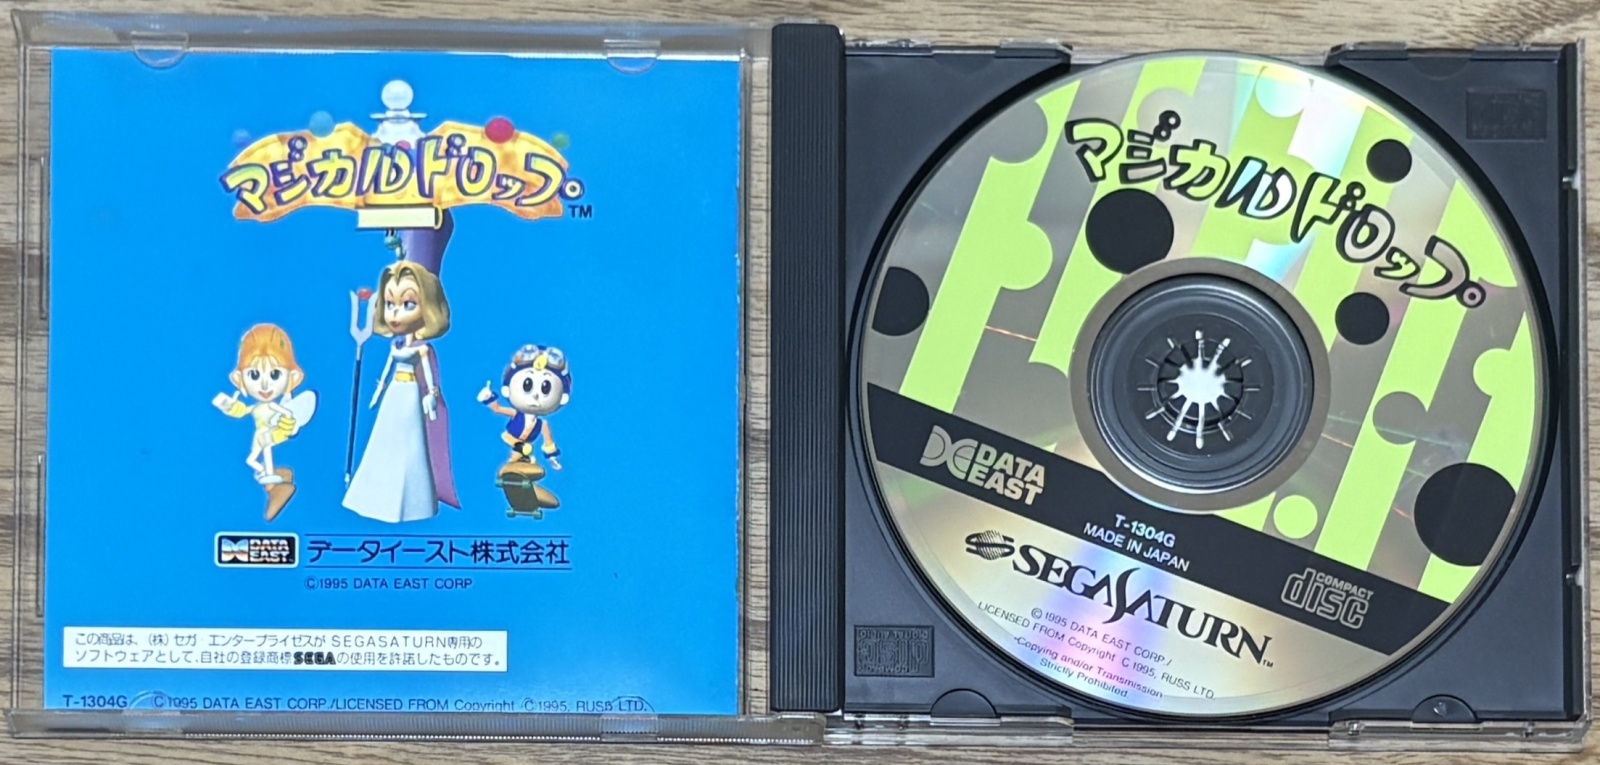 マジカルドロップ
TM
DATA EAST データイースト株式会社
©1995 DATA EAST CORP.
この商品は、(株)セガ・エンタープライゼスがSEGASATURN専用の
ソフトウェアとして、自社の登録商標SEGAの使用を許諾したものです。
T-1304G ©1995 DATA EAST CORP./LICENSED FROM Copyright ©1995, RUSS LTD.
マジカルドロップ
DATA
EAST
T-1304G
MADE IN JAPAN
COMPACT
disc
SEGASATURN
TM
©1995 DATA EAST CORP./
LICENSED FROM Copyright ©1995, RUSS LTD.
-Copying and/or Transmission
Strictly Prohibited.